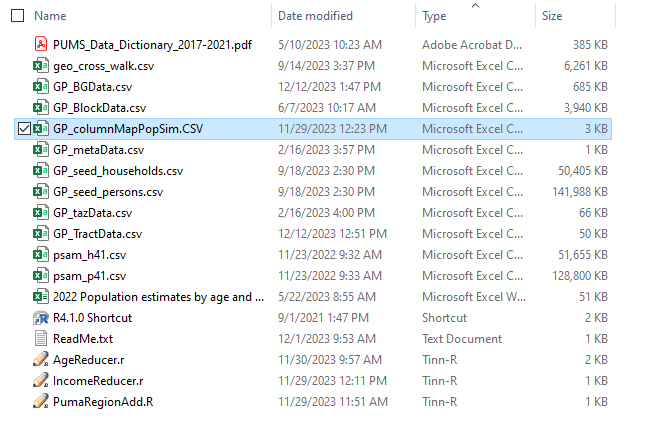 Name Date modified Type Size
PUMS_Data_Dictionary_2017-2021.pdf 5/10/2023 10:23 AM Adobe Acrobat D... 385 KB
geo_cross_walk.csv 9/14/2023 3:37 PM Microsoft Excel C... 6,261 KB
GP_BGData.csv 12/12/2023 1:47 PM Microsoft Excel C... 685 KB
GP_BlockData.csv 6/7/2023 10:17 AM Microsoft Excel C... 3,940 KB
GP_columnMapPopSim.CSV 11/29/2023 12:23 PM Microsoft Excel C... 3 KB
GP_metaData.csv 2/16/2023 3:57 PM Microsoft Excel C... 1 KB
GP_seed_households.csv 9/18/2023 2:30 PM Microsoft Excel C... 50,405 KB
GP_seed_persons.csv 9/18/2023 2:30 PM Microsoft Excel C... 141,988 KB
GP_tazData.csv 2/16/2023 4:00 PM Microsoft Excel C... 66 KB
GP_TractData.csv 12/12/2023 12:51 PM Microsoft Excel C... 50 KB
psam_h41.csv 11/23/2022 9:32 AM Microsoft Excel C... 51,655 KB
psam_p41.csv 11/23/2022 9:33 AM Microsoft Excel C... 128,800 KB
2022 Population estimates by age and ... 5/22/2023 8:55 AM Microsoft Excel W... 51 KB
R4.1.0 Shortcut 9/1/2021 1:47 PM Shortcut 2 KB
ReadMe.txt 12/1/2023 9:53 AM Text Document 1 KB
AgeReducer.r 11/30/2023 9:57 AM Tinn-R 2 KB
IncomeReducer.r 11/29/2023 12:11 PM Tinn-R 1 KB
PumaRegionAdd.R 11/29/2023 11:51 AM Tinn-R 1 KB